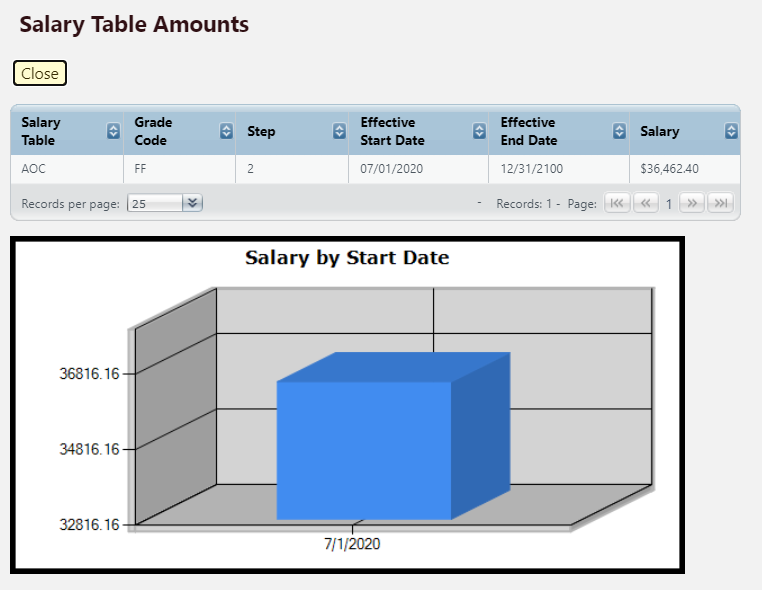 Salary Table Amounts
Close
Salary Table
Grade Code
Step
Effective Start Date
Effective End Date
Salary
AOC FF 2 07/01/2020 12/31/2100 $36,462.40
Records per page: 25 - Records: 1 - Page: 1
Salary by Start Date
36816.16
34816.16
32816.16
7/1/2020